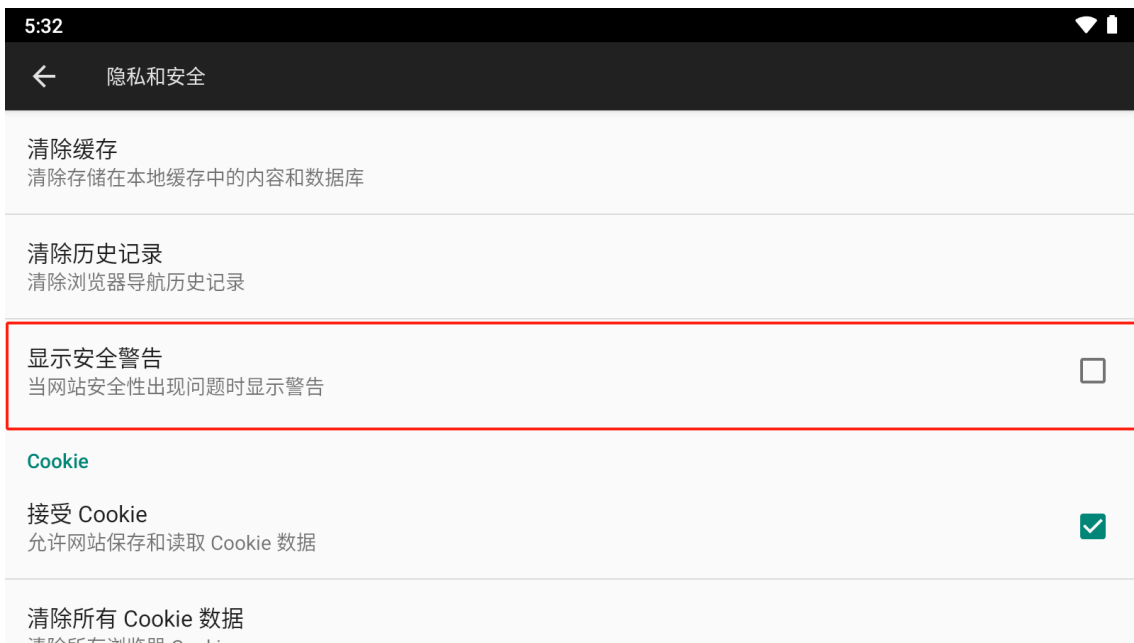 5:32
隐私和安全
清除缓存
清除存储在本地缓存中的内容和数据库
清除历史记录
清除浏览器导航历史记录
显示安全警告
当网站安全性出现问题时显示警告
Cookie
接受 Cookie
允许网站保存和读取 Cookie 数据
清除所有 Cookie 数据